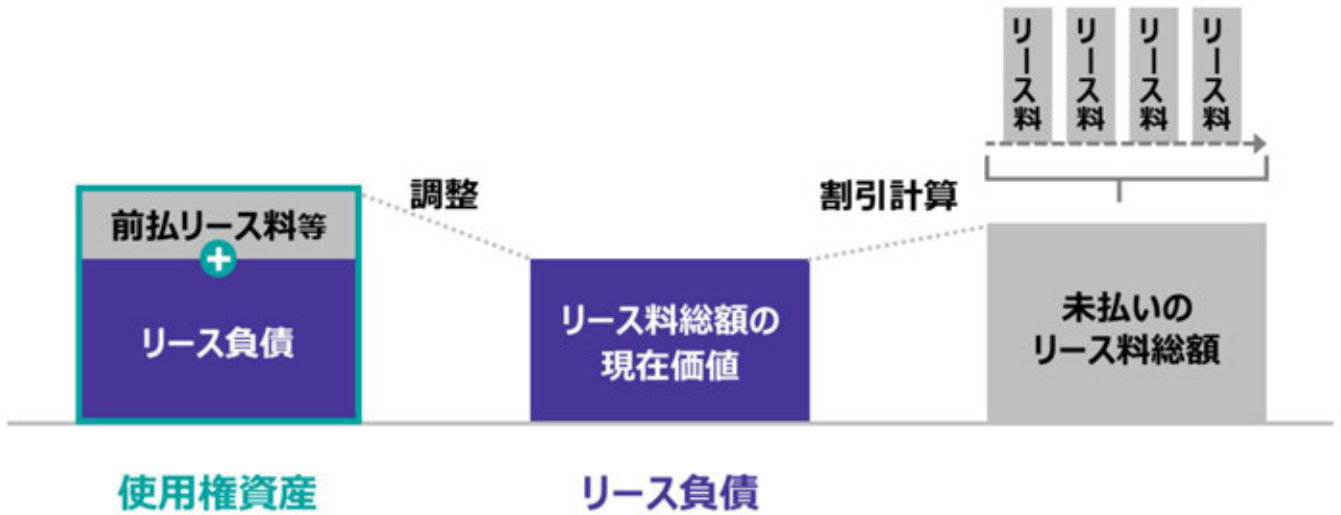 リース料
リース料
リース料
リース料
調整
割引計算
前払リース料等
+
リース負債
リース料総額の
現在価値
未払いの
リース料総額
使用権資産
リース負債